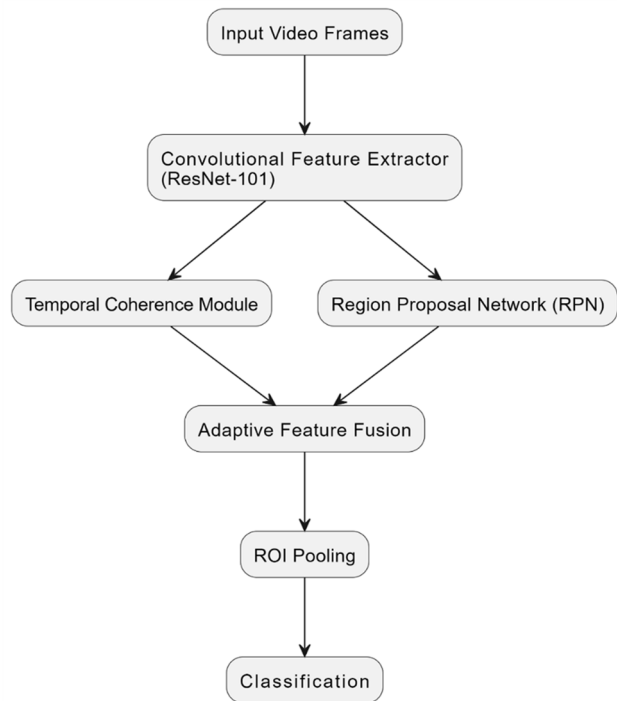 Input Video Frames
Convolutional Feature Extractor
(ResNet-101)
Temporal Coherence Module
Region Proposal Network (RPN)
Adaptive Feature Fusion
ROI Pooling
Classification